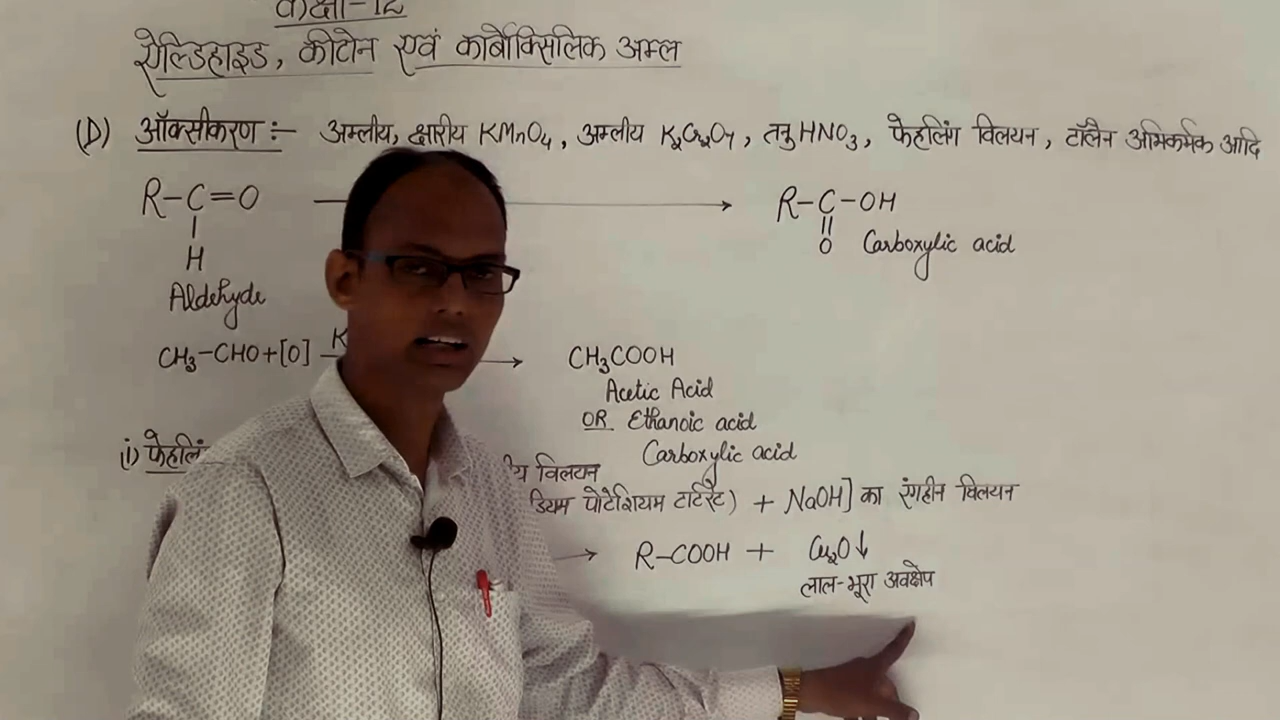 कक्षा-12
ऐल्डिहाइड, कीटोन एवं कार्बोक्सिलिक अम्ल
(D) ऑक्सीकरण :- अम्लीय, क्षारीय KMnO₄, अम्लीय K₂Cr₂O₇, तनु HNO₃, फेहलिंग विलयन, टॉलेन अभिकर्मक आदि
R-C=O → R-C-OH
| ||
H O Carboxylic acid
Aldehyde
CH₃-CHO+[O] K → CH₃COOH
Acetic Acid
OR Ethanoic acid
Carboxylic acid
(i) विलयन
पोटेशियम टार्टरेट) + NaOH] का रंगहीन विलयन
→ R-COOH + Cu₂O↓
लाल-भूरा अवक्षेप